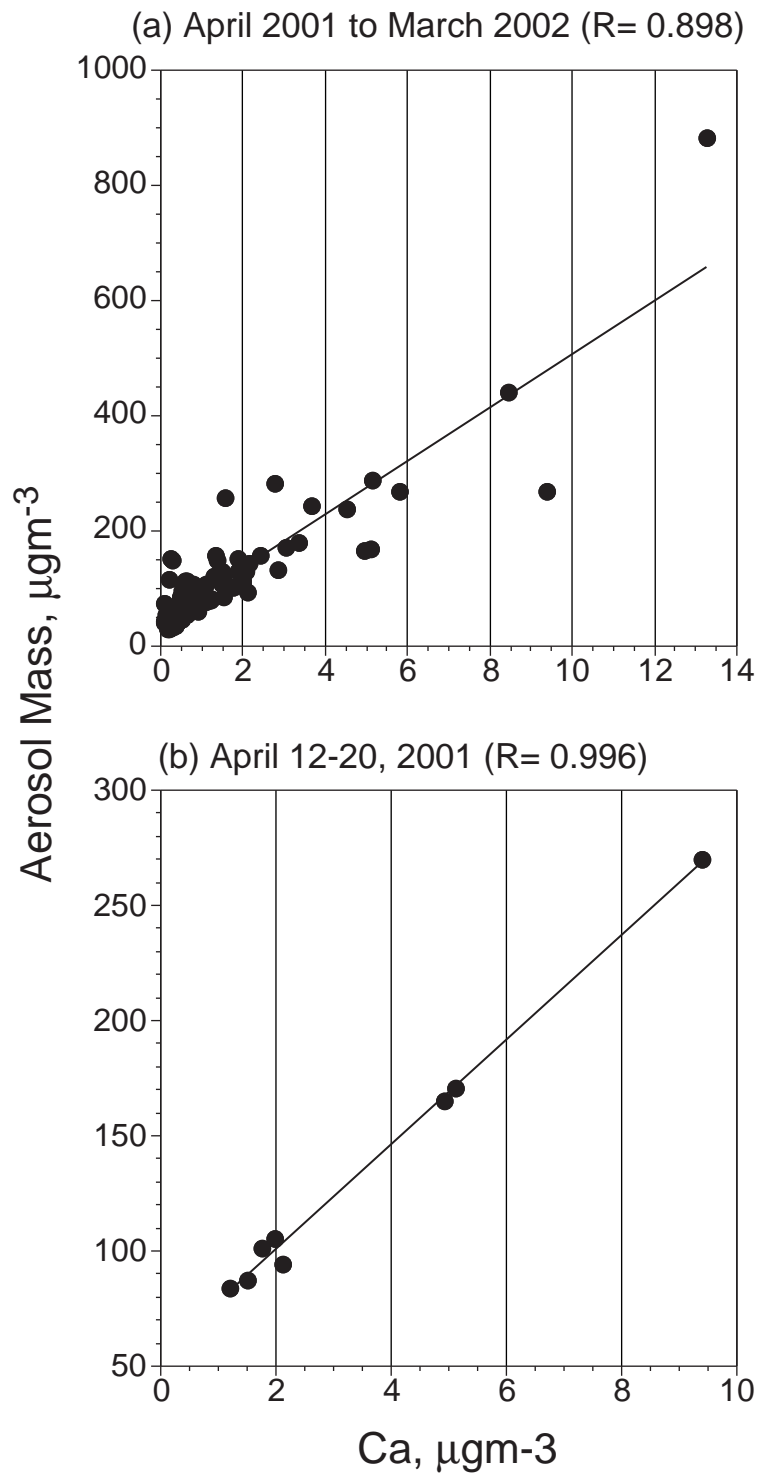 (a) April 2001 to March 2002 (R= 0.898)
1000
800
600
400
200
0
0 2 4 6 8 10 12 14
Aerosol Mass, µgm-3
(b) April 12-20, 2001 (R= 0.996)
300
250
200
150
100
50
0 2 4 6 8 10
Ca, µgm-3